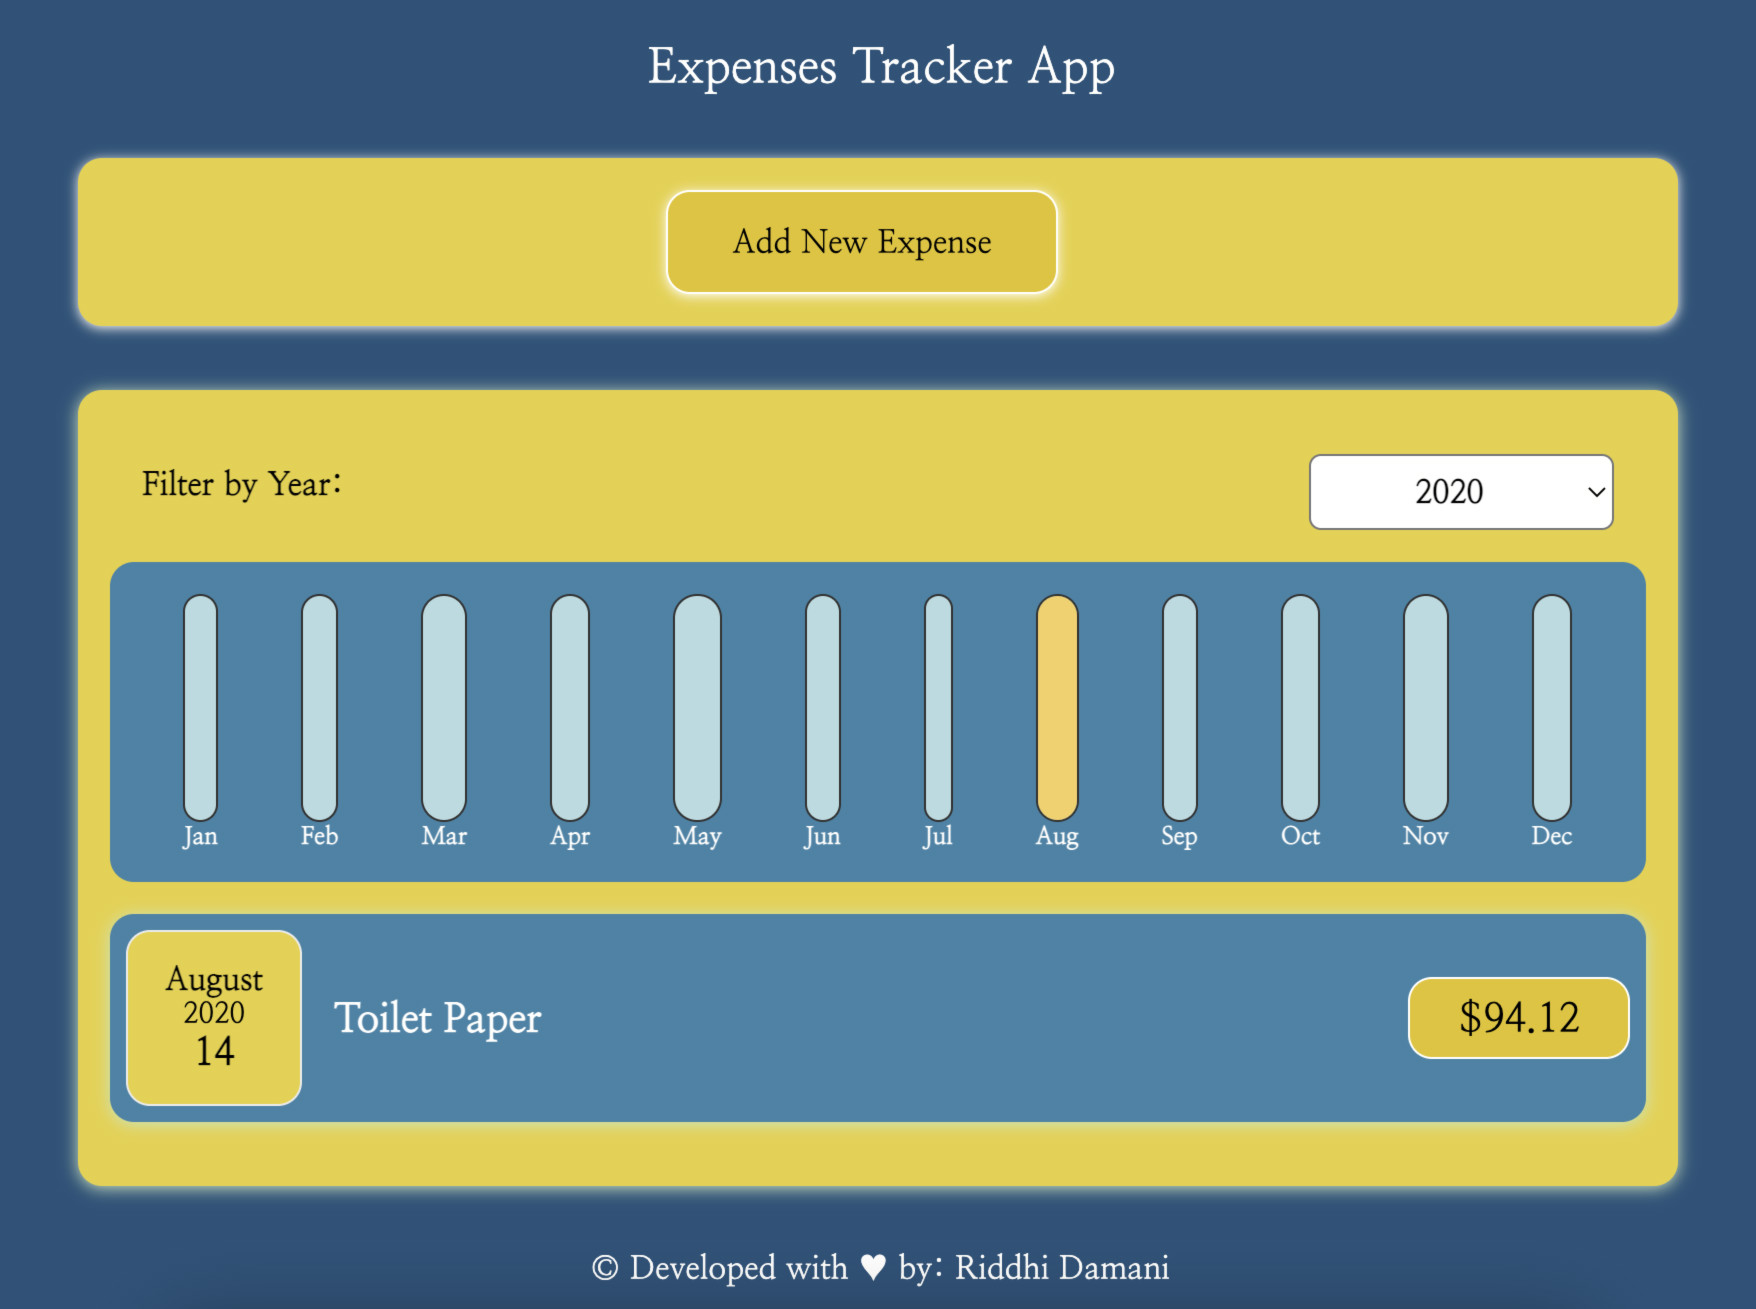 Expenses Tracker App
Add New Expense
Filter by Year:
2020
Jan Feb Mar Apr May Jun Jul Aug Sep Oct Nov Dec
August
2020
14
Toilet Paper
$94.12
© Developed with ♥ by: Riddhi Damani